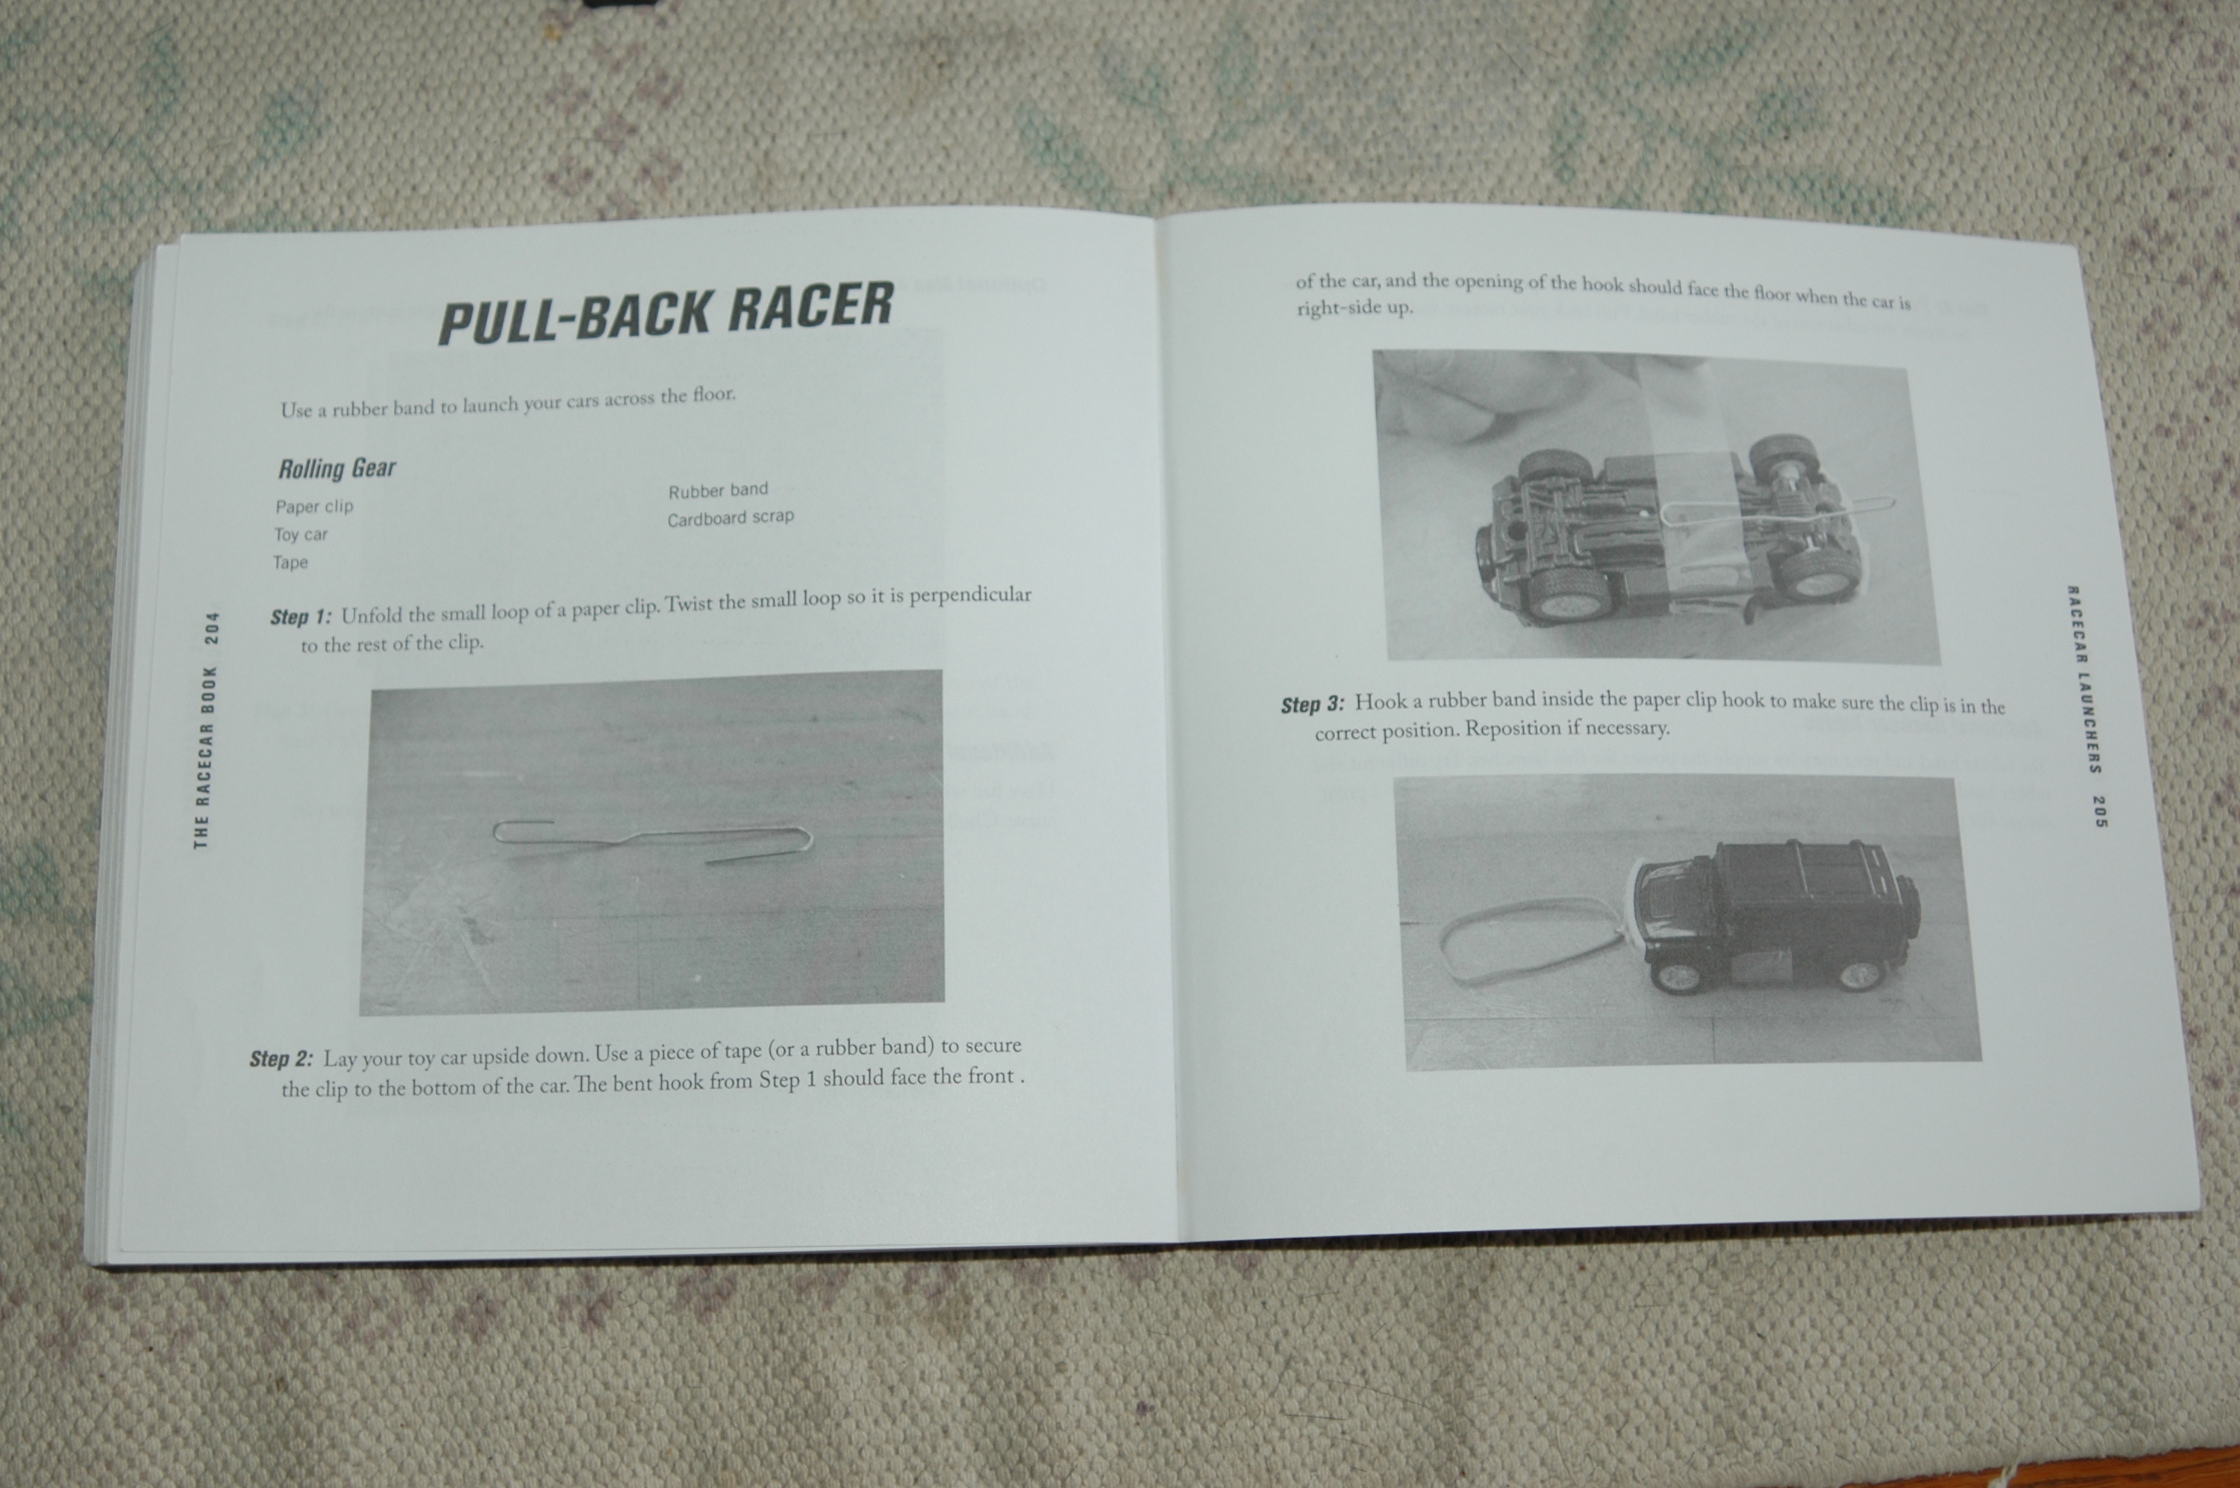 PULL-BACK RACER
Use a rubber band to launch your cars across the floor.
Rolling Gear
Paper clip
Toy car
Tape
Rubber band
Cardboard scrap
Step 1: Unfold the small loop of a paper clip. Twist the small loop so it is perpendicular
to the rest of the clip.
Step 2: Lay your toy car upside down. Use a piece of tape (or a rubber band) to secure
the clip to the bottom of the car. The bent hook from Step 1 should face the front .
THE RACECAR BOOK 204
of the car, and the opening of the hook should face the floor when the car is
right-side up.
Step 3: Hook a rubber band inside the paper clip hook to make sure the clip is in the
correct position. Reposition if necessary.
RACECAR LAUNCHERS 205